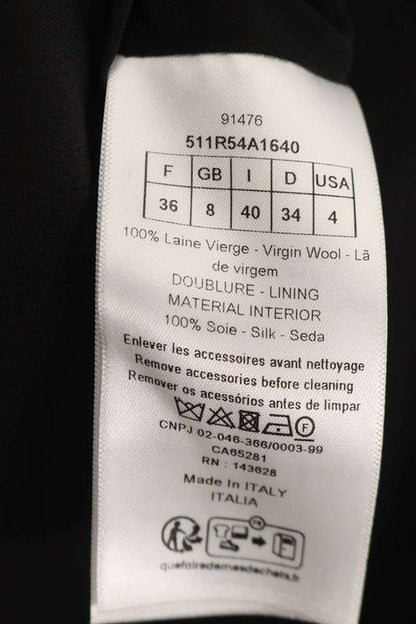 91476
511R54A1640
F GB I D USA
36 8 40 34 4
100% Laine Vierge - Virgin Wool - Lã
de virgem
DOUBLURE - LINING
MATERIAL INTERIOR
100% Soie - Silk - Seda
Enlever les accessoires avant nettoyage
Remove accessories before cleaning
Remover os acessórios antes de limpar
F
CNPJ 02-046-366/0003-99
CA65281
RN : 143628
Made In ITALY
ITALIA
FR
quefairedemesdechets.fr